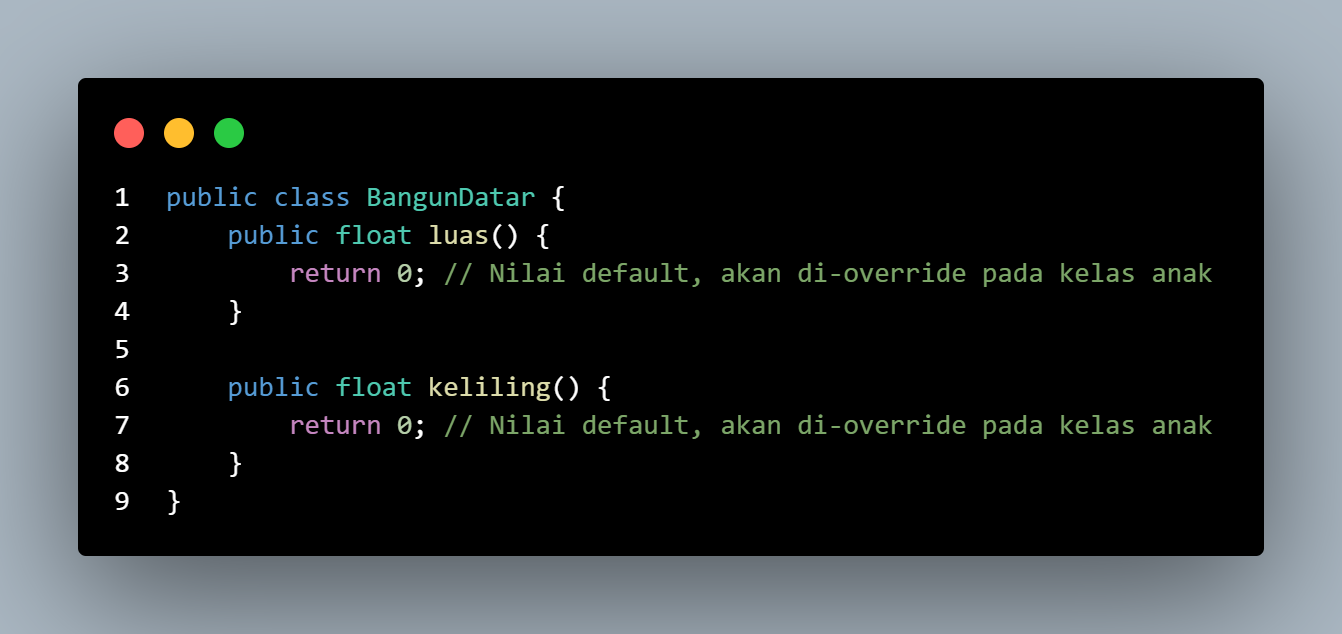 1 public class BangunDatar {
2     public float luas() {
3         return 0; // Nilai default, akan di-override pada kelas anak
4     }
5
6     public float keliling() {
7         return 0; // Nilai default, akan di-override pada kelas anak
8     }
9 }